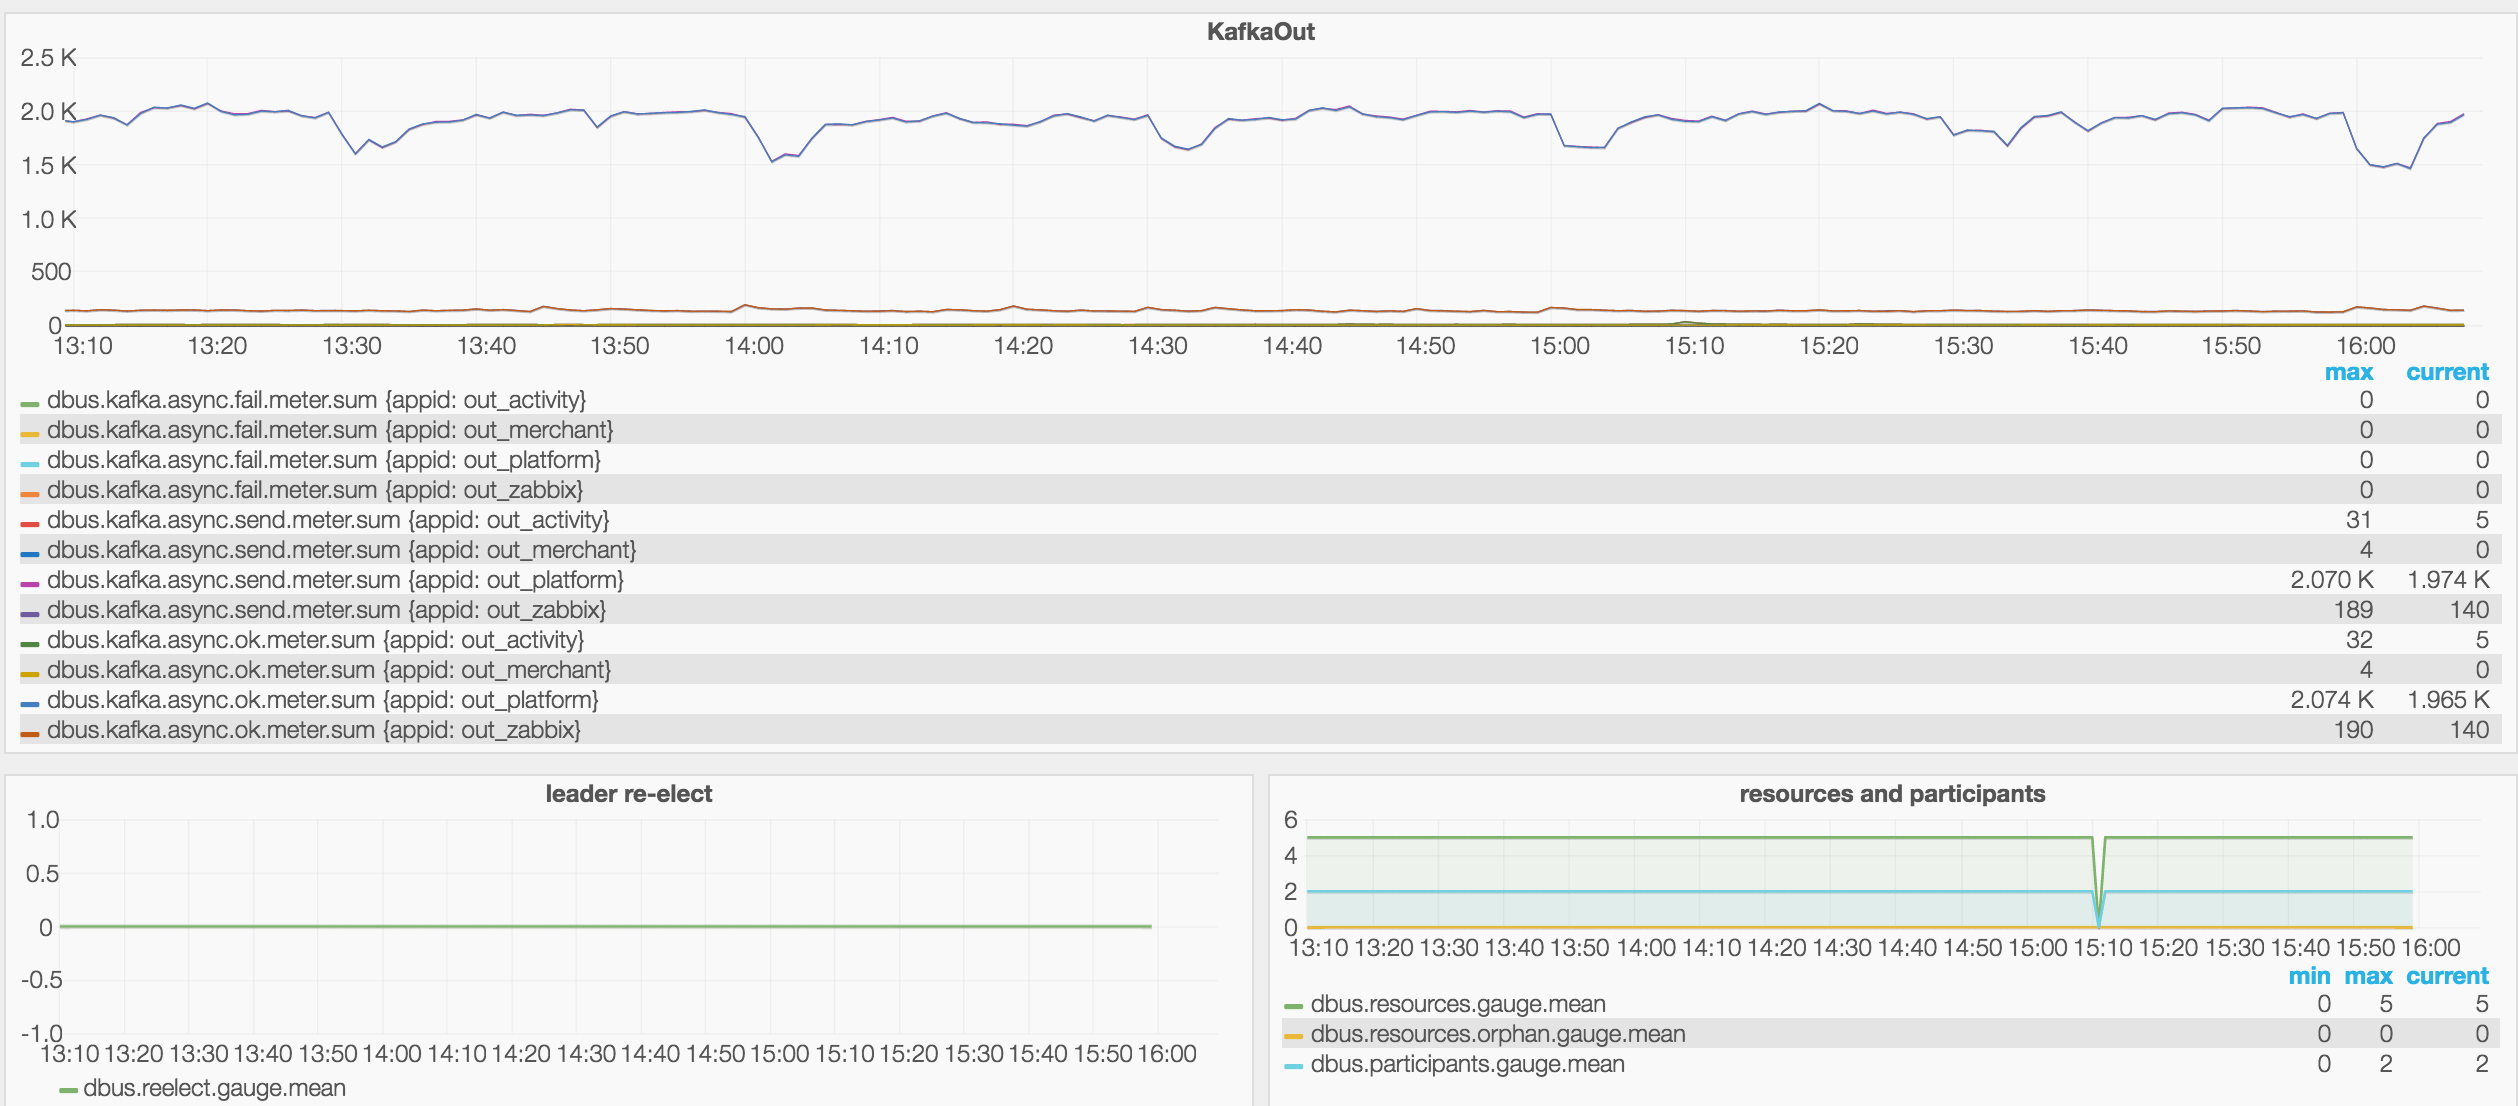 KafkaOut
2.5 K
2.0 K
1.5 K
1.0 K
500
0
13:10 13:20 13:30 13:40 13:50 14:00 14:10 14:20 14:30 14:40 14:50 15:00 15:10 15:20 15:30 15:40 15:50 16:00
max current
dbus.kafka.async.fail.meter.sum {appid: out_activity} 0 0
dbus.kafka.async.fail.meter.sum {appid: out_merchant} 0 0
dbus.kafka.async.fail.meter.sum {appid: out_platform} 0 0
dbus.kafka.async.fail.meter.sum {appid: out_zabbix} 0 0
dbus.kafka.async.send.meter.sum {appid: out_activity} 31 5
dbus.kafka.async.send.meter.sum {appid: out_merchant} 4 0
dbus.kafka.async.send.meter.sum {appid: out_platform} 2.070 K 1.974 K
dbus.kafka.async.send.meter.sum {appid: out_zabbix} 189 140
dbus.kafka.async.ok.meter.sum {appid: out_activity} 32 5
dbus.kafka.async.ok.meter.sum {appid: out_merchant} 4 0
dbus.kafka.async.ok.meter.sum {appid: out_platform} 2.074 K 1.965 K
dbus.kafka.async.ok.meter.sum {appid: out_zabbix} 190 140
leader re-elect
1.0
0.5
0
-0.5
-1.0
13:10 13:20 13:30 13:40 13:50 14:00 14:10 14:20 14:30 14:40 14:50 15:00 15:10 15:20 15:30 15:40 15:50 16:00
dbus.reelect.gauge.mean
resources and participants
6
4
2
0
13:10 13:20 13:30 13:40 13:50 14:00 14:10 14:20 14:30 14:40 14:50 15:00 15:10 15:20 15:30 15:40 15:50 16:00
min max current
dbus.resources.gauge.mean 0 5 5
dbus.resources.orphan.gauge.mean 0 0 0
dbus.participants.gauge.mean 0 2 2